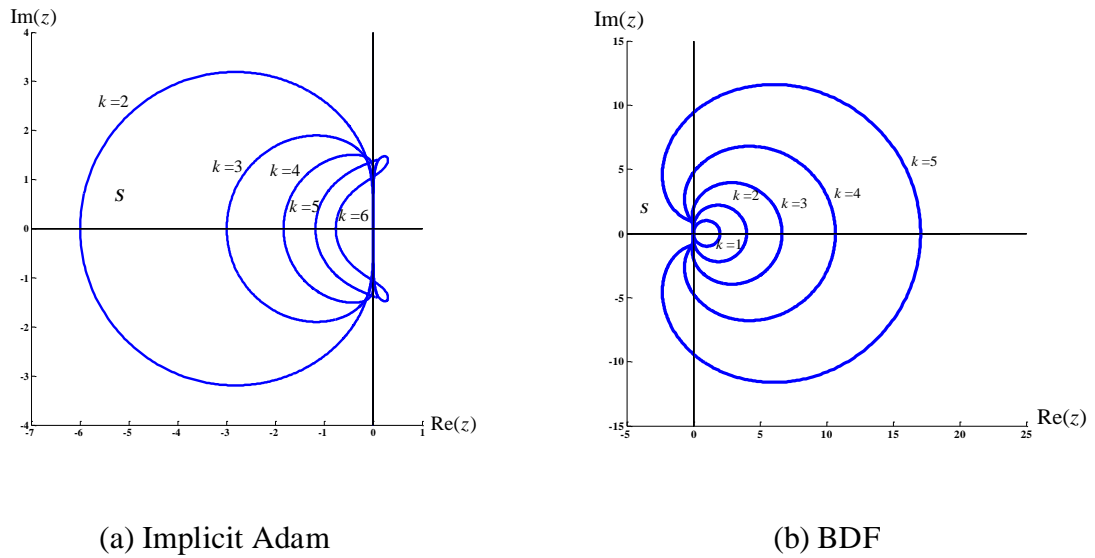 Im(z)
4
3
2
1
0
-1
-2
-3
-4
-7
-6
-5
-4
-3
-2
-1
0
1
Re(z)
k =2
k =3
k =4
k =5
k =6
S
(a) Implicit Adam
Im(z)
15
10
5
0
-5
-10
-15
-5
0
5
10
15
20
25
Re(z)
k =5
k =4
k =3
k =2
k =1
S
(b) BDF